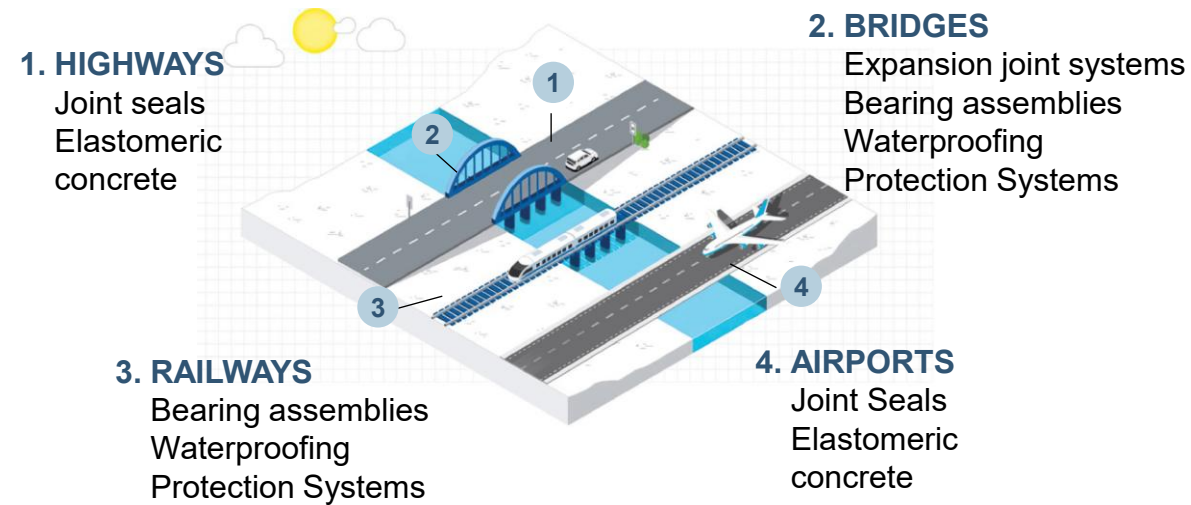 1. HIGHWAYS
Joint seals
Elastomeric
concrete
2. BRIDGES
Expansion joint systems
Bearing assemblies
Waterproofing
Protection Systems
1
2
3
4
3. RAILWAYS
Bearing assemblies
Waterproofing
Protection Systems
4. AIRPORTS
Joint Seals
Elastomeric
concrete